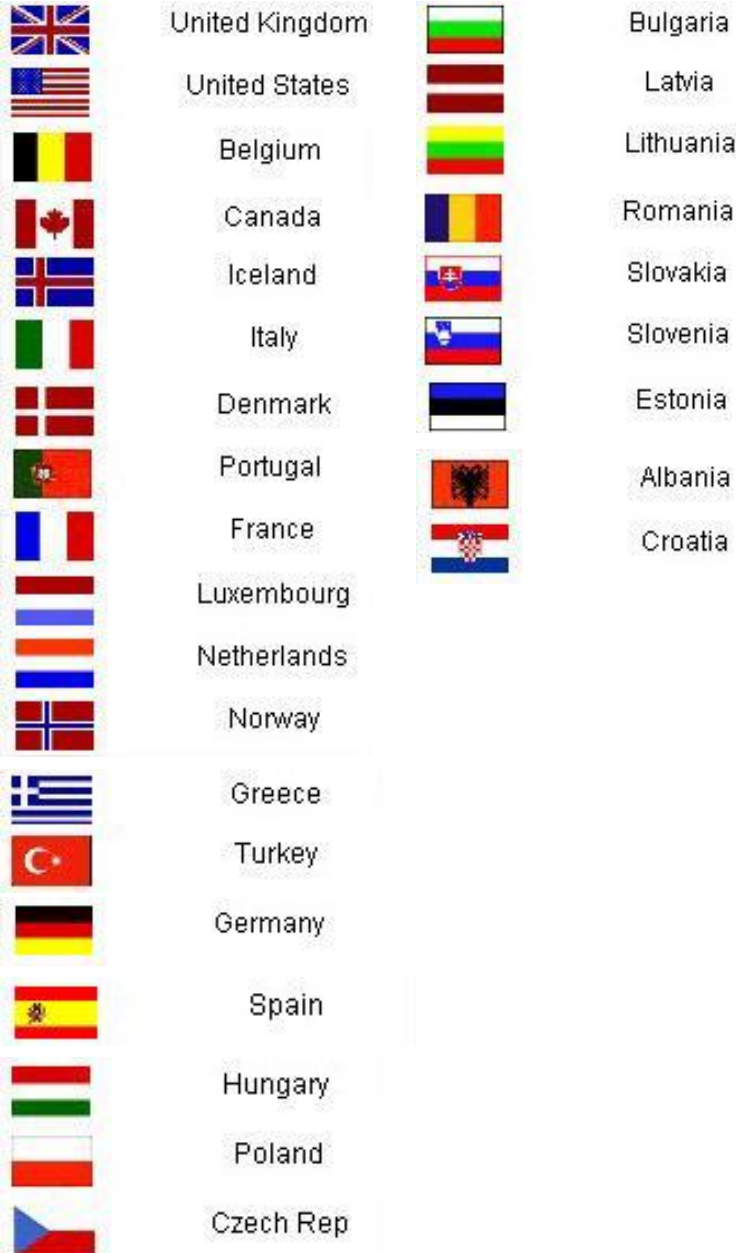 United Kingdom
United States
Belgium
Canada
Iceland
Italy
Denmark
Portugal
France
Luxembourg
Netherlands
Norway
Greece
Turkey
Germany
Spain
Hungary
Poland
Czech Rep
Bulgaria
Latvia
Lithuania
Romania
Slovakia
Slovenia
Estonia
Albania
Croatia